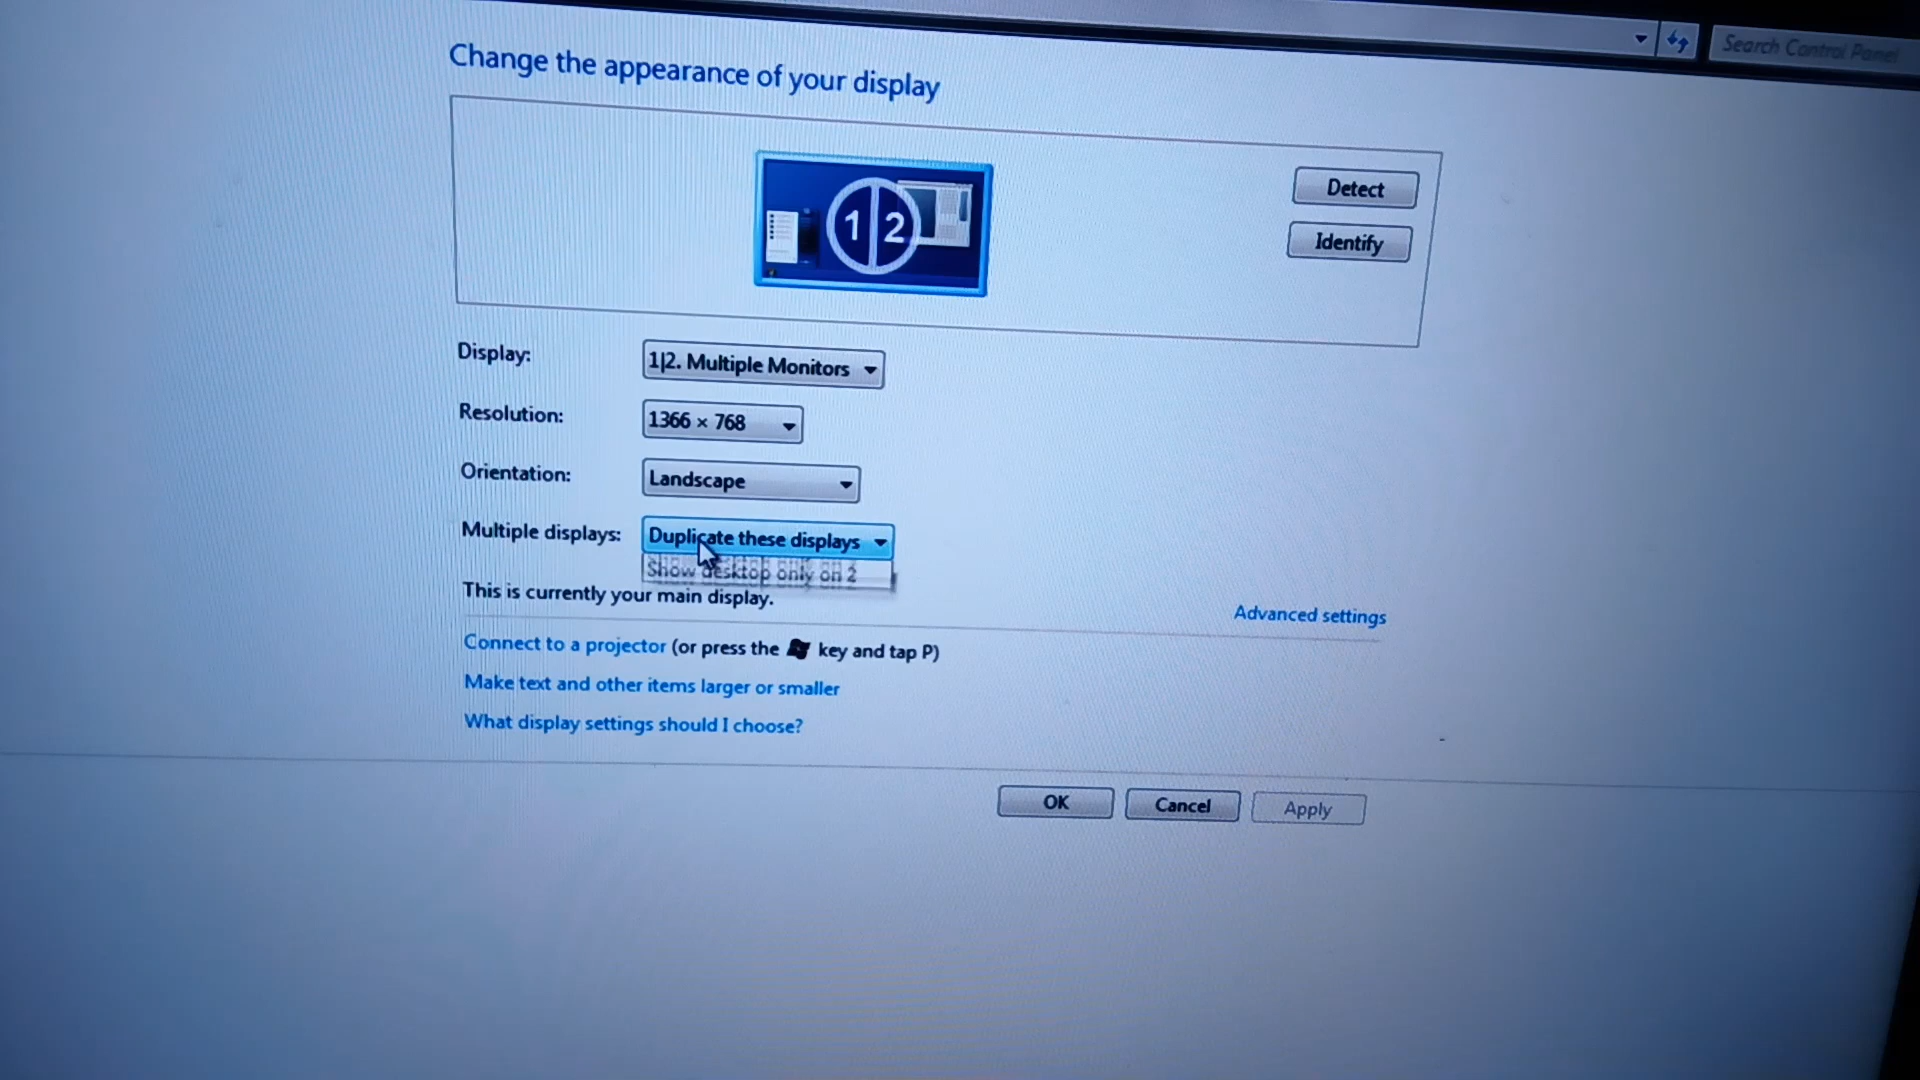 Search Control Panel
Change the appearance of your display
1 2
Detect
Identify
Display: 1|2. Multiple Monitors
Resolution: 1366 × 768
Orientation: Landscape
Multiple displays: Duplicate these displays
Show desktop only on 2
This is currently your main display.
Advanced settings
Connect to a projector (or press the key and tap P)
Make text and other items larger or smaller
What display settings should I choose?
OK Cancel Apply